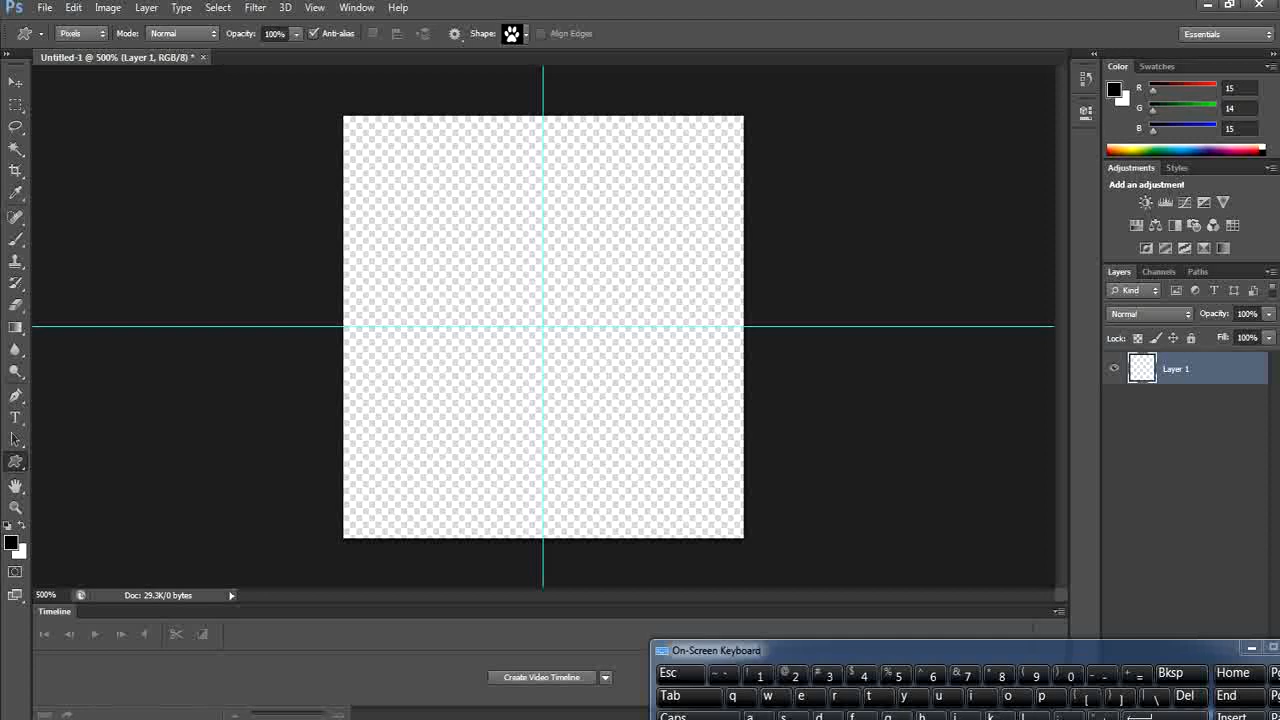 Ps File Edit Image Layer Type Select Filter 3D View Window Help
Pixels Mode: Normal Opacity: 100% Anti-alias Shape: Align Edges Essentials
Untitled-1 @ 500% (Layer 1, RGB/8) * ×
Color Swatches
R 15
G 14
B 15
Adjustments Styles
Add an adjustment
Layers Channels Paths
Kind T
Normal Opacity: 100%
Lock: Fill: 100%
Layer 1
500% Doc: 29.3K/0 bytes
Timeline
Create Video Timeline
On-Screen Keyboard
Esc ~ ` ! 1 @ 2 # 3 $ 4 % 5 ^ 6 & 7 * 8 ( 9 ) 0 _ - + = Bksp Home
Tab q w e r t y u i o p { [ } ] | \ Del End
Caps a s d f g h j k l : " Insert